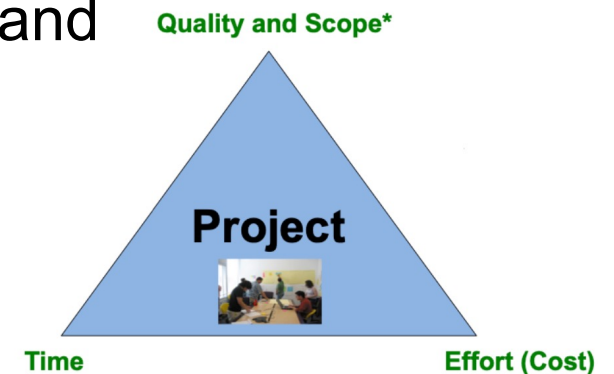 and
Quality and Scope*
Project
Time
Effort (Cost)